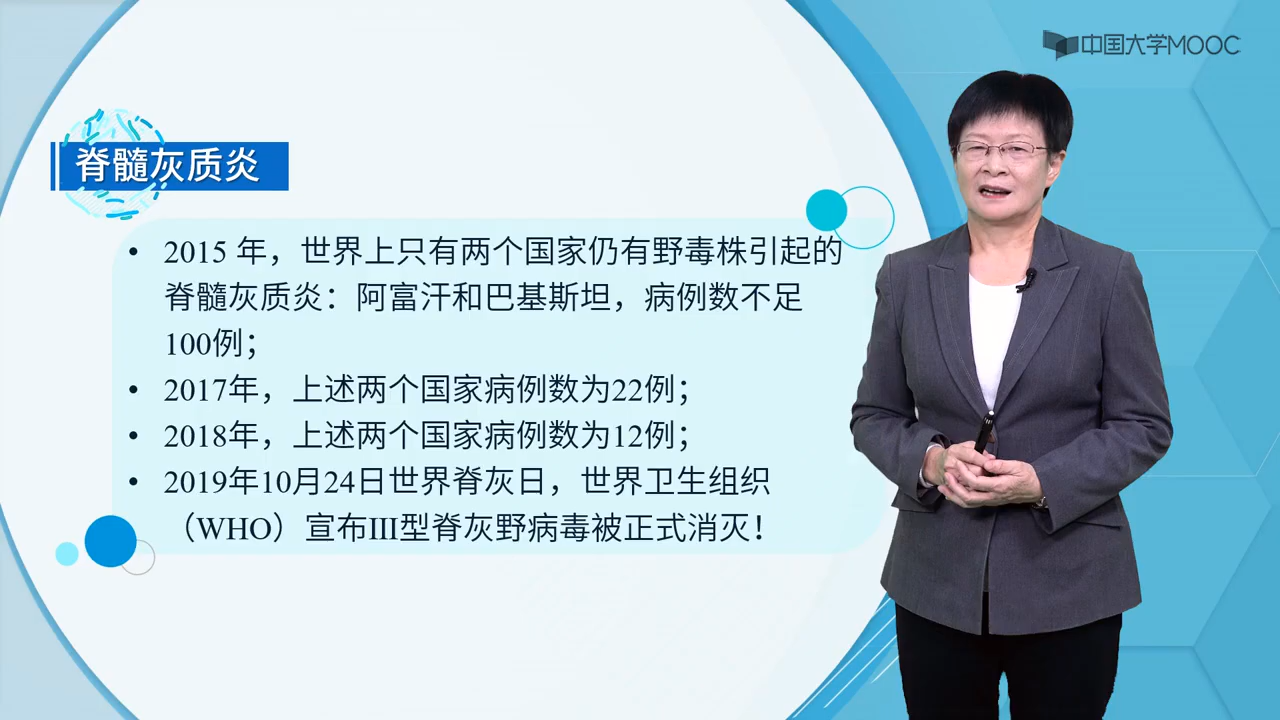 中国大学MOOC
脊髓灰质炎
• 2015 年，世界上只有两个国家仍有野毒株引起的
脊髓灰质炎：阿富汗和巴基斯坦，病例数不足
100例；
• 2017年，上述两个国家病例数为22例；
• 2018年，上述两个国家病例数为12例；
• 2019年10月24日世界脊灰日，世界卫生组织
（WHO）宣布III型脊灰野病毒被正式消灭！